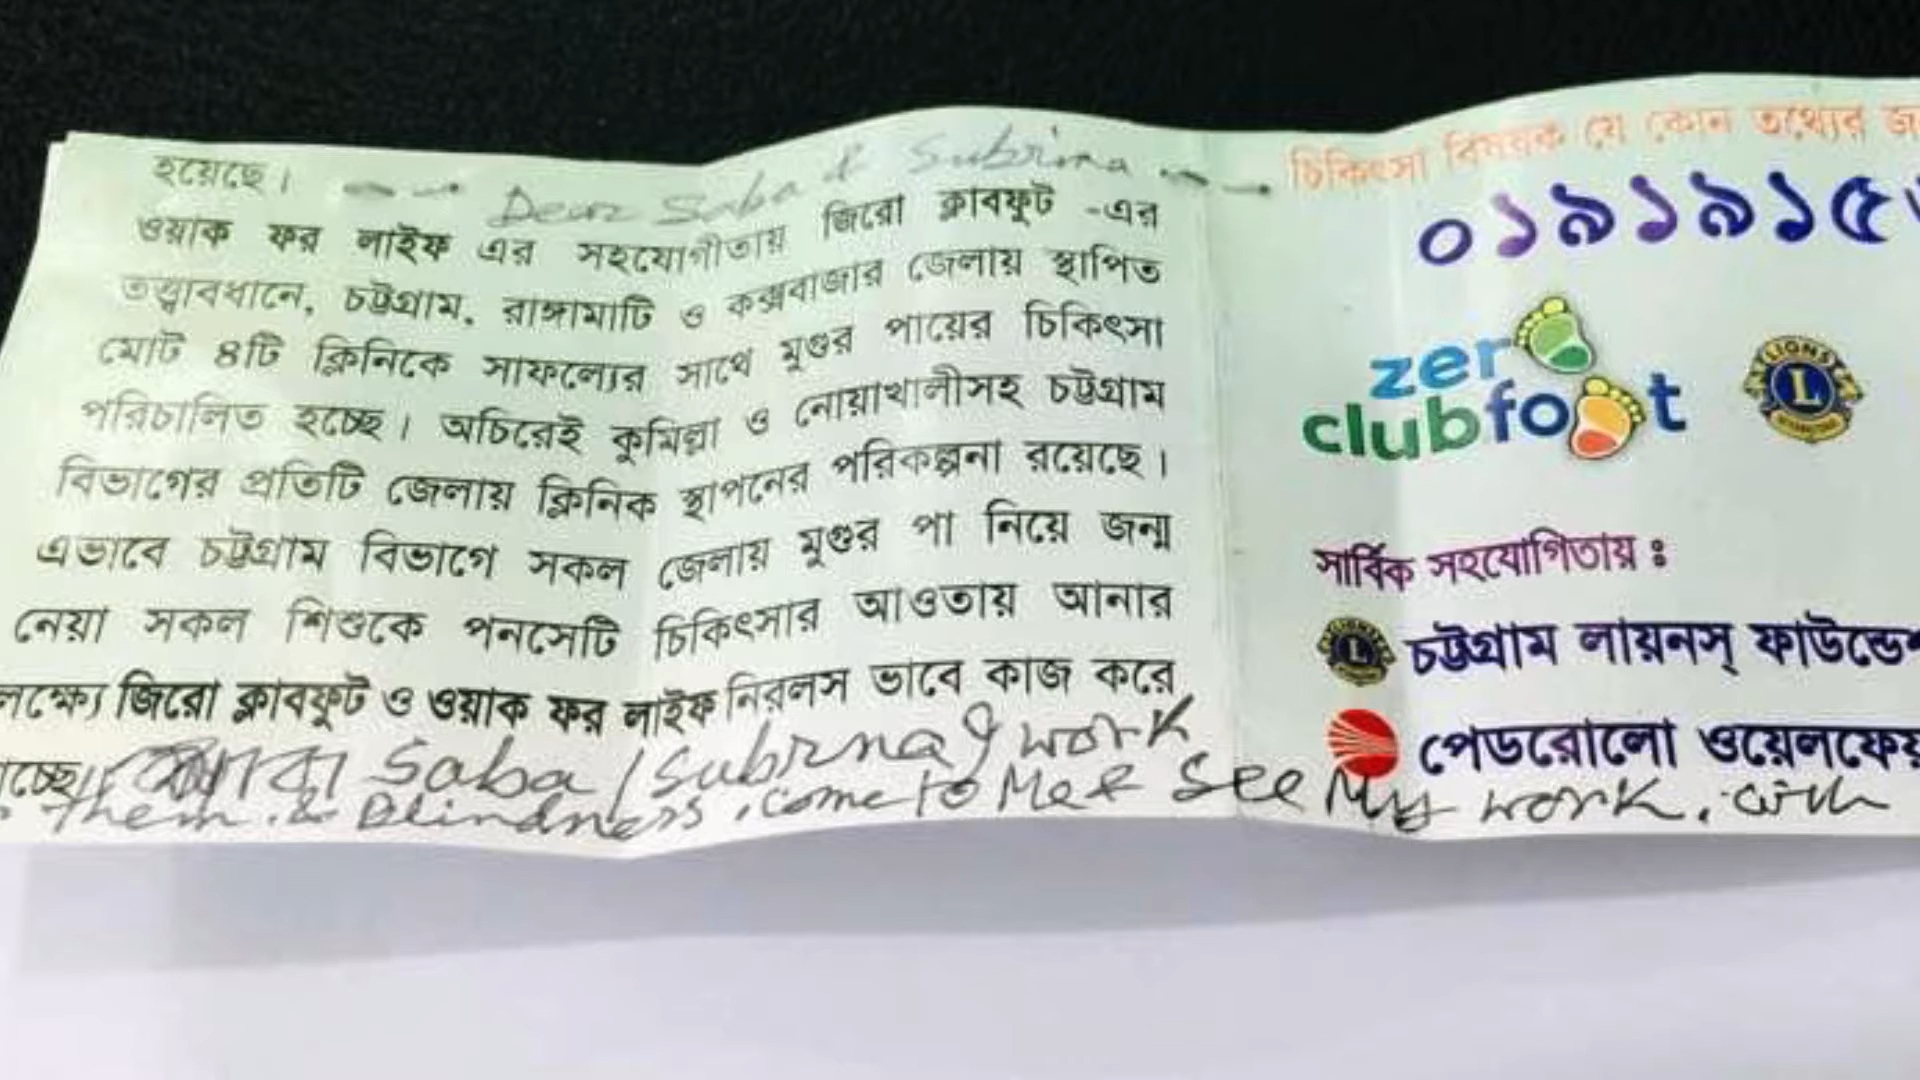 হয়েছে।
Dear Saba & Subrina
ওয়াক ফর লাইফ এর সহযোগীতায় জিরো ক্লাবফুট -এর
তত্ত্বাবধানে, চট্টগ্রাম, রাঙ্গামাটি ও কক্সবাজার জেলায় স্থাপিত
মোট ৪টি ক্লিনিকে সাফল্যের সাথে মুগুর পায়ের চিকিৎসা
পরিচালিত হচ্ছে। অচিরেই কুমিল্লা ও নোয়াখালীসহ চট্টগ্রাম
বিভাগের প্রতিটি জেলায় ক্লিনিক স্থাপনের পরিকল্পনা রয়েছে।
এভাবে চট্টগ্রাম বিভাগে সকল জেলায় মুগুর পা নিয়ে জন্ম
নেয়া সকল শিশুকে পনসেটি চিকিৎসার আওতায় আনার
লক্ষ্যে জিরো ক্লাবফুট ও ওয়াক ফর লাইফ নিরলস ভাবে কাজ করে
Saba / Subrina work
Them & Blindness, come to Me & See My work, with
চিকিৎসা বিষয়ক যে কোন তথ্যের জ
০১৯১৯১৫
zero
clubfoot
LIONS
L
সার্বিক সহযোগিতায় ঃ
চট্টগ্রাম লায়নস্ ফাউন্ডে
পেডরোলো ওয়েলফেয়